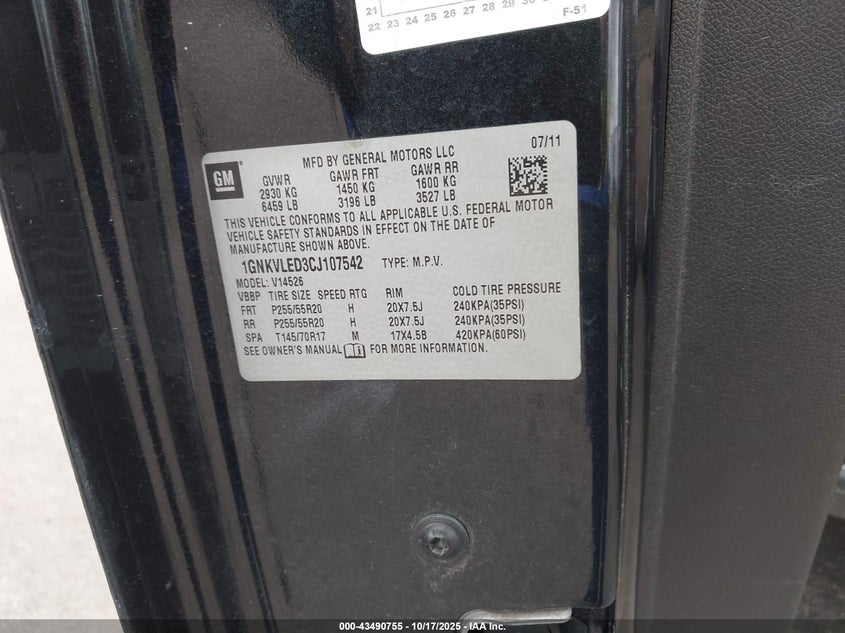 21
22 23 24 25 26 27 28 29 30
F-51
07/11
MFD BY GENERAL MOTORS LLC
GM
GVWR GAWR FRT GAWR RR
2930 KG 1450 KG 1600 KG
6459 LB 3196 LB 3527 LB
THIS VEHICLE CONFORMS TO ALL APPLICABLE U.S. FEDERAL MOTOR
VEHICLE SAFETY STANDARDS IN EFFECT ON THE DATE OF
MANUFACTURE SHOWN ABOVE.
1GNKVLED3CJ107542 TYPE: M.P.V.
MODEL: V14526
VBBP TIRE SIZE SPEED RTG RIM COLD TIRE PRESSURE
FRT P255/55R20 H 20X7.5J 240KPA(35PSI)
RR P255/55R20 H 20X7.5J 240KPA(35PSI)
SPA T145/70R17 M 17X4.5B 420KPA(60PSI)
SEE OWNER'S MANUAL FOR MORE INFORMATION.
000-43490755 - 10/17/2025 - IAA Inc.